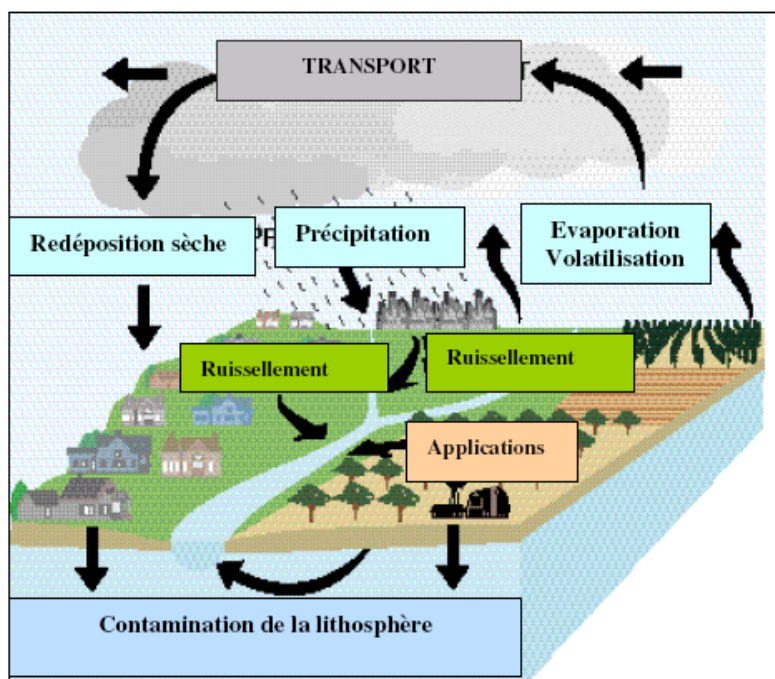 TRANSPORT
Redéposition sèche
Précipitation
Evaporation
Volatilisation
Ruissellement
Ruissellement
Applications
Contamination de la lithosphère